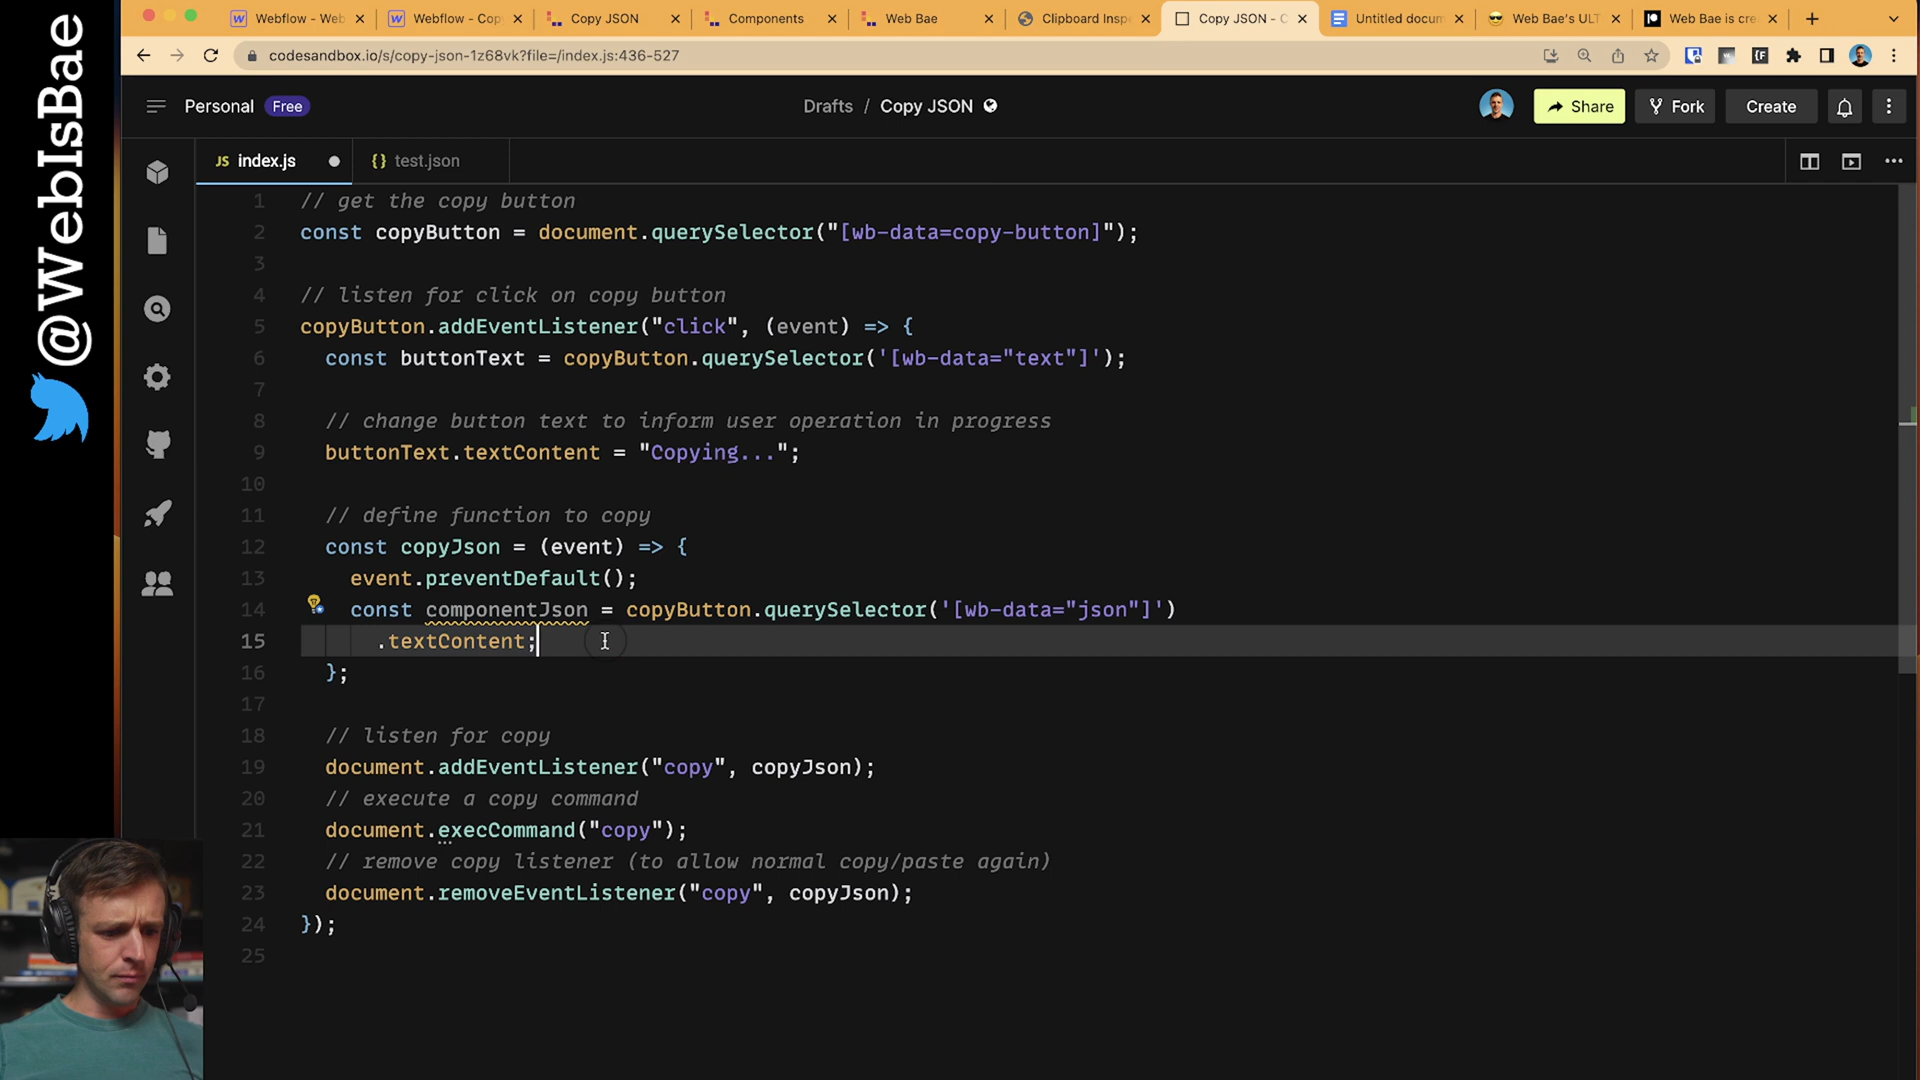 @WebIsBae
Webflow - Web
Webflow - Cop
Copy JSON
Components
Web Bae
Clipboard Inspe
Copy JSON - C
Untitled docum
Web Bae's ULT
Web Bae is cre
codesandbox.io/s/copy-json-1z68vk?file=/index.js:436-527
Personal Free
Drafts / Copy JSON
Share
Fork
Create
JS index.js
{} test.json
1 // get the copy button
2 const copyButton = document.querySelector("[wb-data=copy-button]");
3
4 // listen for click on copy button
5 copyButton.addEventListener("click", (event) => {
6 const buttonText = copyButton.querySelector('[wb-data="text"]');
7
8 // change button text to inform user operation in progress
9 buttonText.textContent = "Copying...";
10
11 // define function to copy
12 const copyJson = (event) => {
13 event.preventDefault();
14 const componentJson = copyButton.querySelector('[wb-data="json"]')
15 .textContent;
16 };
17
18 // listen for copy
19 document.addEventListener("copy", copyJson);
20 // execute a copy command
21 document.execCommand("copy");
22 // remove copy listener (to allow normal copy/paste again)
23 document.removeEventListener("copy", copyJson);
24 });
25